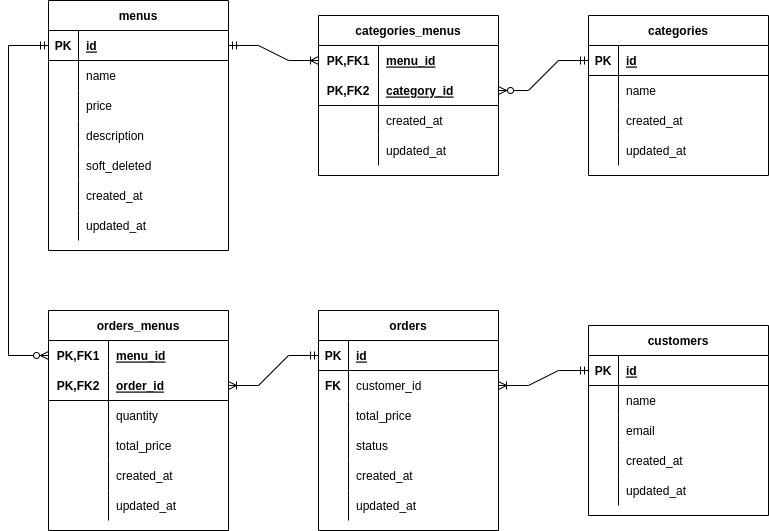 menus
PK id
name
price
description
soft_deleted
created_at
updated_at
categories_menus
PK,FK1 menu_id
PK,FK2 category_id
created_at
updated_at
categories
PK id
name
created_at
updated_at
orders_menus
PK,FK1 menu_id
PK,FK2 order_id
quantity
total_price
created_at
updated_at
orders
PK id
FK customer_id
total_price
status
created_at
updated_at
customers
PK id
name
email
created_at
updated_at